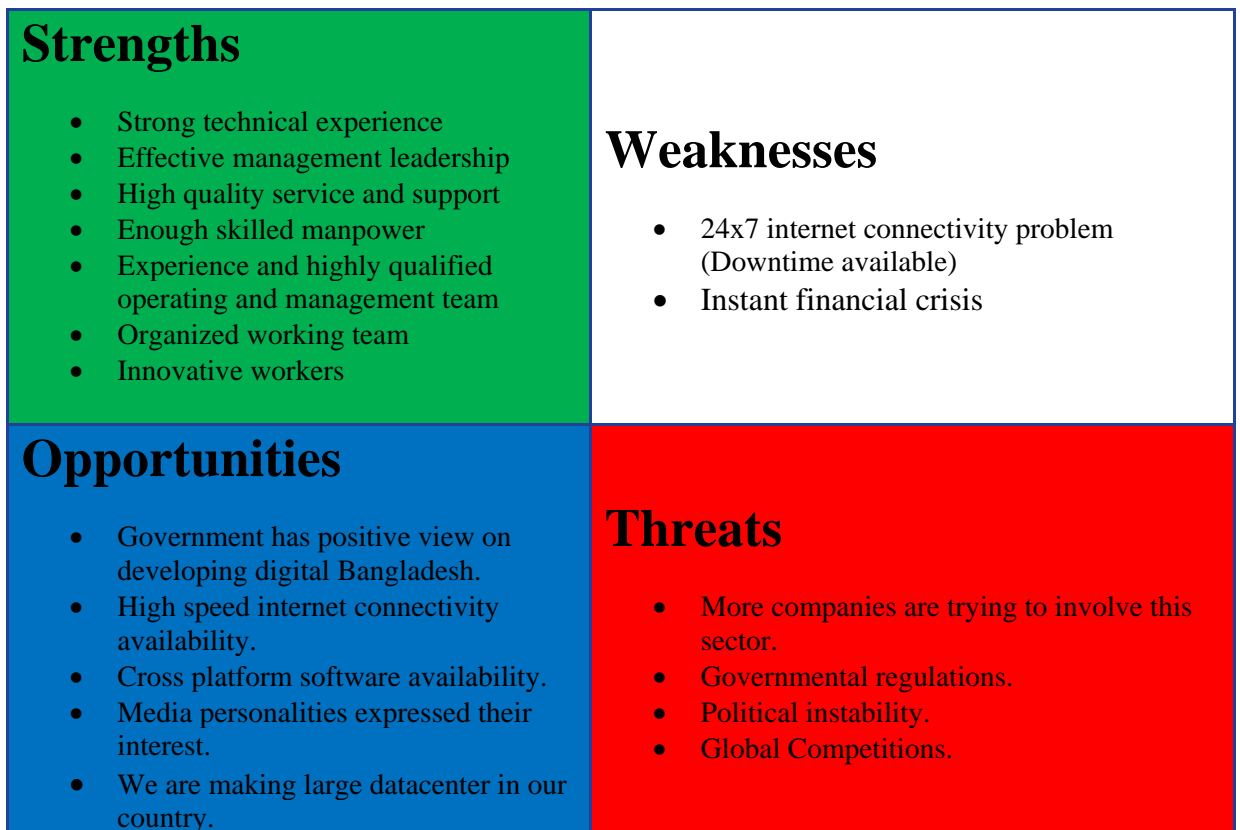 Strengths
• Strong technical experience
• Effective management leadership
• High quality service and support
• Enough skilled manpower
• Experience and highly qualified
operating and management team
• Organized working team
• Innovative workers
Weaknesses
• 24x7 internet connectivity problem
(Downtime available)
• Instant financial crisis
Opportunities
• Government has positive view on
developing digital Bangladesh.
• High speed internet connectivity
availability.
• Cross platform software availability.
• Media personalities expressed their
interest.
• We are making large datacenter in our
country.
Threats
• More companies are trying to involve this
sector.
• Governmental regulations.
• Political instability.
• Global Competitions.